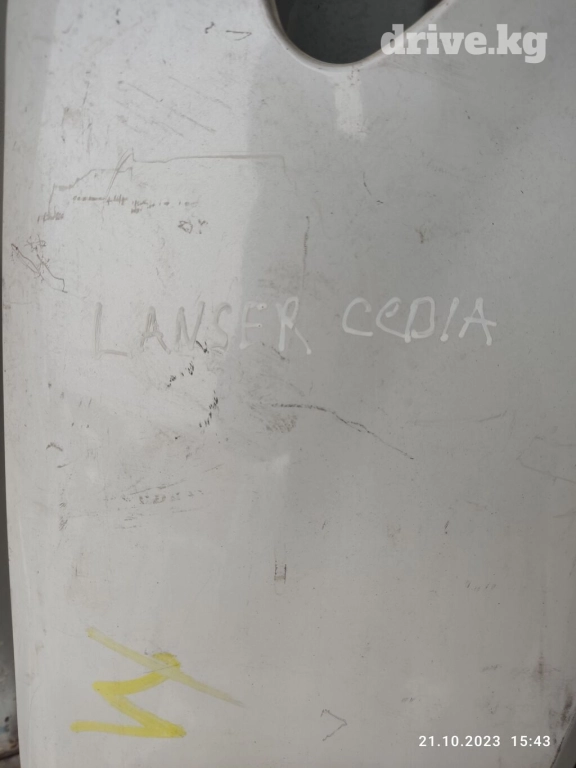 drive.kg
LANSER CEDIA
21.10.2023 15:43